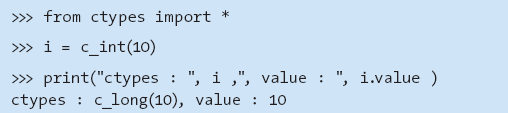 >>> from ctypes import *
>>> i = c_int(10)
>>> print("ctypes : ", i ,", value : ", i.value )
ctypes : c_long(10), value : 10